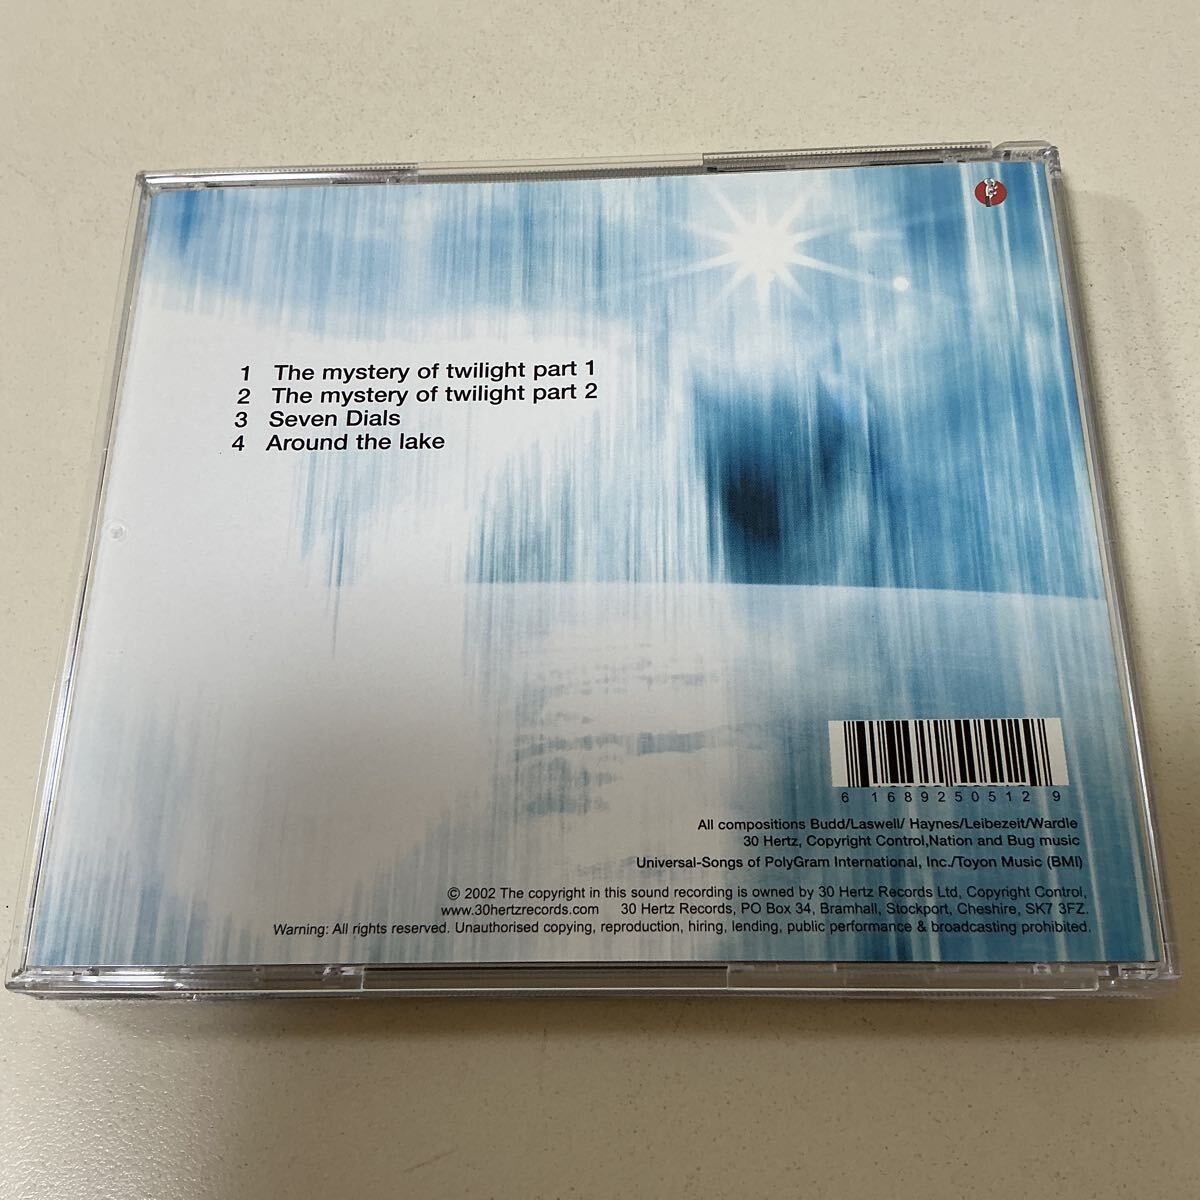 1 The mystery of twilight part 1
2 The mystery of twilight part 2
3 Seven Dials
4 Around the lake
6 16892 50512 9
All compositions Budd/Laswell/ Haynes/Leibezeit/Wardle
30 Hertz, Copyright Control,Nation and Bug music
Universal-Songs of PolyGram International, Inc./Toyon Music (BMI)
© 2002 The copyright in this sound recording is owned by 30 Hertz Records Ltd, Copyright Control,
www.30hertzrecords.com 30 Hertz Records, PO Box 34, Bramhall, Stockport, Cheshire, SK7 3FZ.
Warning: All rights reserved. Unauthorised copying, reproduction, hiring, lending, public performance & broadcasting prohibited.